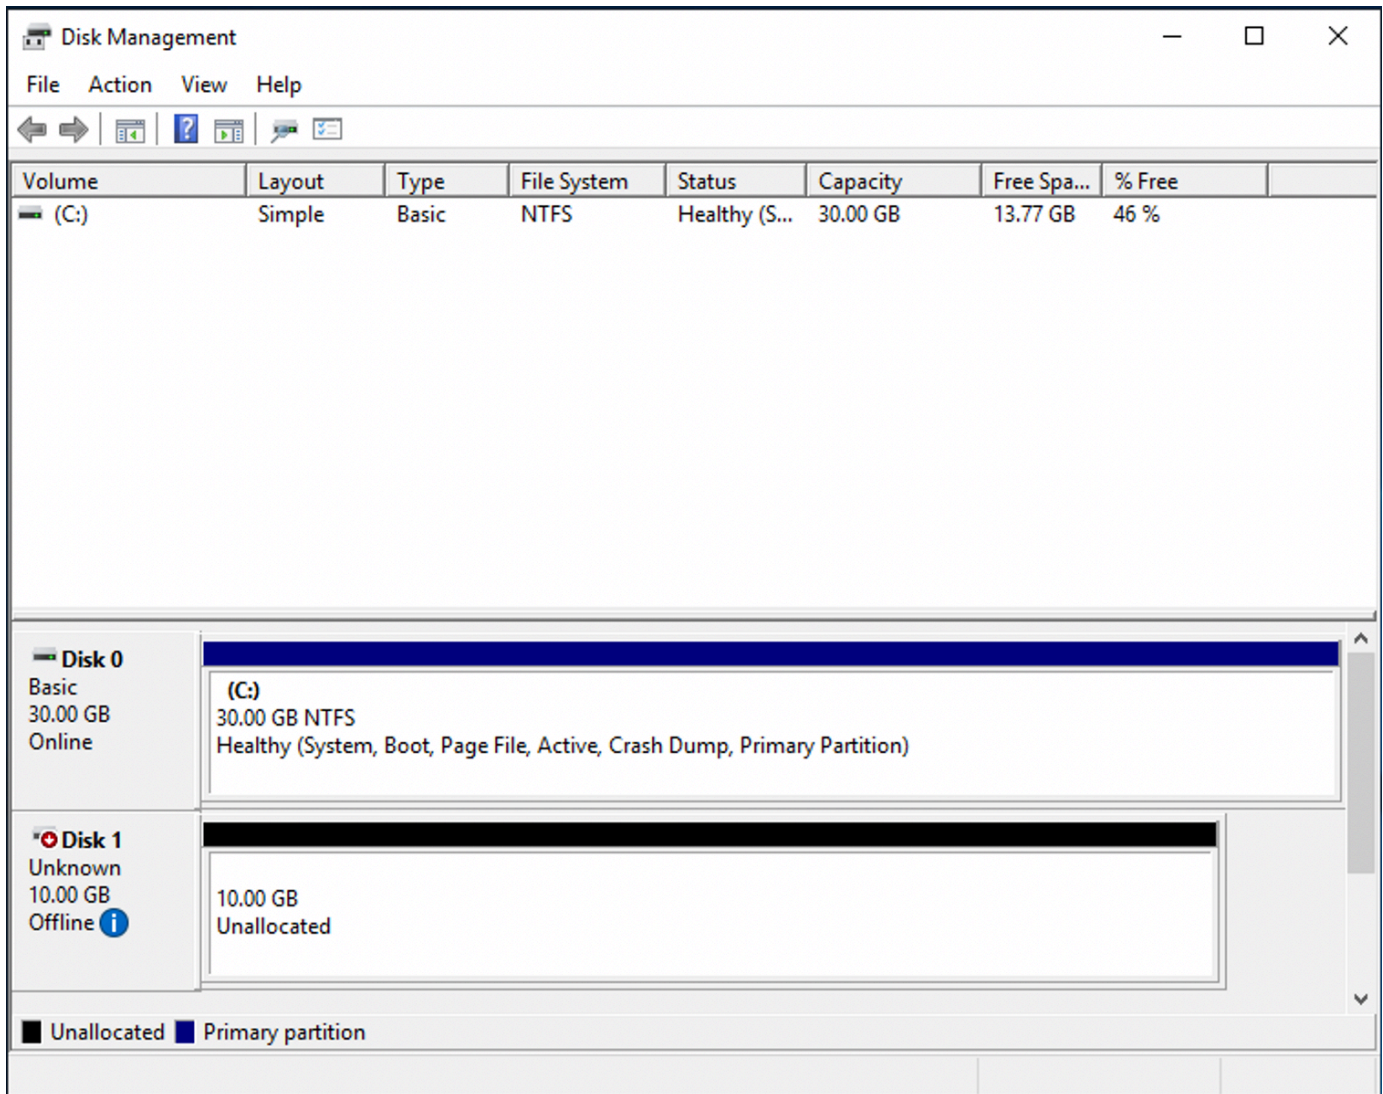 Disk Management
File Action View Help
Volume Layout Type File System Status Capacity Free Spa... % Free
(C:) Simple Basic NTFS Healthy (S... 30.00 GB 13.77 GB 46 %
Disk 0
Basic
30.00 GB
Online
(C:)
30.00 GB NTFS
Healthy (System, Boot, Page File, Active, Crash Dump, Primary Partition)
Disk 1
Unknown
10.00 GB
Offline
10.00 GB
Unallocated
Unallocated Primary partition